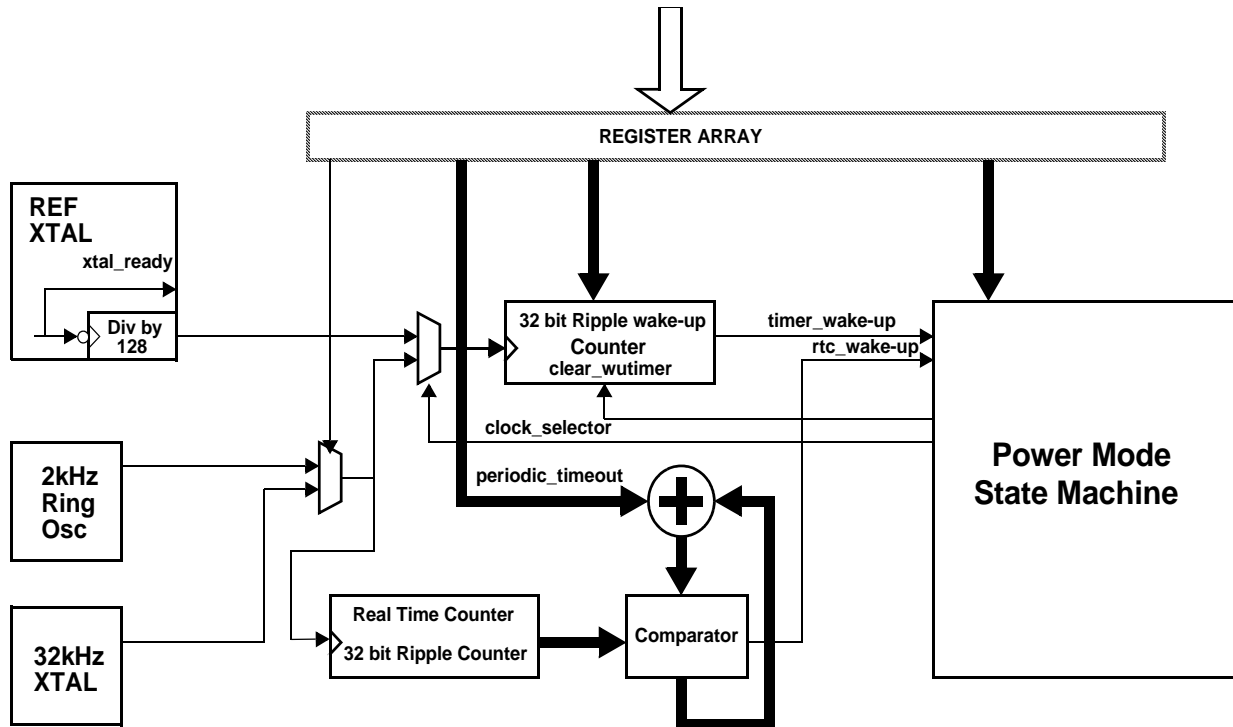 REGISTER ARRAY
REF
XTAL
xtal_ready
Div by
128
32 bit Ripple wake-up
Counter
clear_wutimer
timer_wake-up
rtc_wake-up
clock_selector
2kHz
Ring
Osc
periodic_timeout
Power Mode
State Machine
Real Time Counter
32 bit Ripple Counter
Comparator
32kHz
XTAL